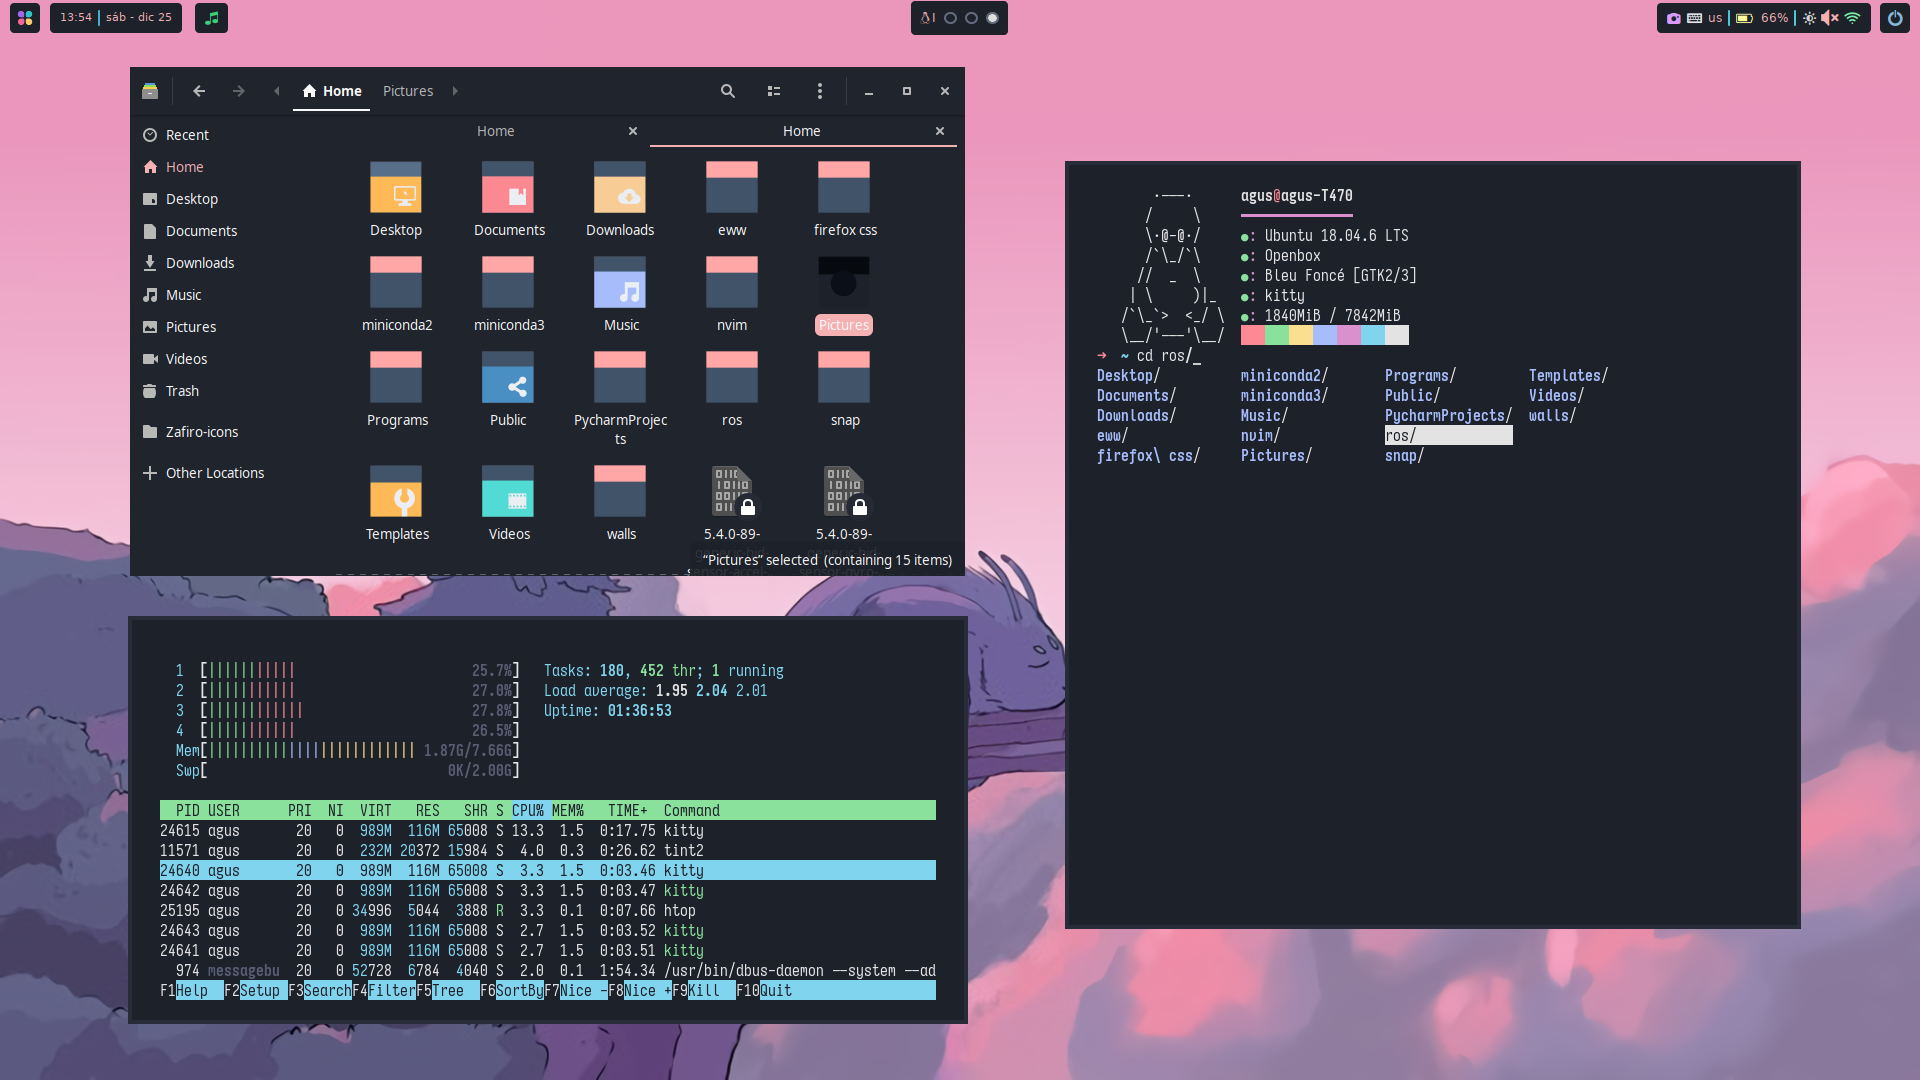 13:54 sáb - dic 25
us 66%
Home Pictures
Home Home
Recent
Home
Desktop
Documents
Downloads
Music
Pictures
Videos
Trash
Zafiro-icons
Other Locations
Desktop Documents Downloads eww firefox css
miniconda2 miniconda3 Music nvim Pictures
Programs Public PycharmProjec
ts ros snap
Templates Videos walls 5.4.0-89- 5.4.0-89-
“Pictures” selected (containing 15 items)
agus@agus-T470
Ubuntu 18.04.6 LTS
Openbox
Bleu Foncé [GTK2/3]
kitty
1840MiB / 7842MiB
➜ ~ cd ros/_
Desktop/ miniconda2/ Programs/ Templates/
Documents/ miniconda3/ Public/ Videos/
Downloads/ Music/ PycharmProjects/ walls/
eww/ nvim/ ros/
firefox\ css/ Pictures/ snap/
1 [||||||||||| 25.7%] Tasks: 180, 452 thr; 1 running
2 [||||||||||| 27.0%] Load average: 1.95 2.04 2.01
3 [|||||||||||| 27.8%] Uptime: 01:36:53
4 [||||||||||| 26.5%]
Mem[|||||||||||||||||||||||||| 1.87G/7.66G]
Swp[ 0K/2.00G]
PID USER PRI NI VIRT RES SHR S CPU% MEM% TIME+ Command
24615 agus 20 0 989M 116M 65008 S 13.3 1.5 0:17.75 kitty
11571 agus 20 0 232M 20372 15984 S 4.0 0.3 0:26.62 tint2
24640 agus 20 0 989M 116M 65008 S 3.3 1.5 0:03.46 kitty
24642 agus 20 0 989M 116M 65008 S 3.3 1.5 0:03.47 kitty
25195 agus 20 0 34996 5044 3888 R 3.3 0.1 0:07.66 htop
24643 agus 20 0 989M 116M 65008 S 2.7 1.5 0:03.52 kitty
24641 agus 20 0 989M 116M 65008 S 2.7 1.5 0:03.51 kitty
974 messagebu 20 0 52728 6784 4040 S 2.0 0.1 1:54.34 /usr/bin/dbus-daemon --system --ad
F1Help F2Setup F3SearchF4FilterF5Tree F6SortByF7Nice -F8Nice +F9Kill F10Quit